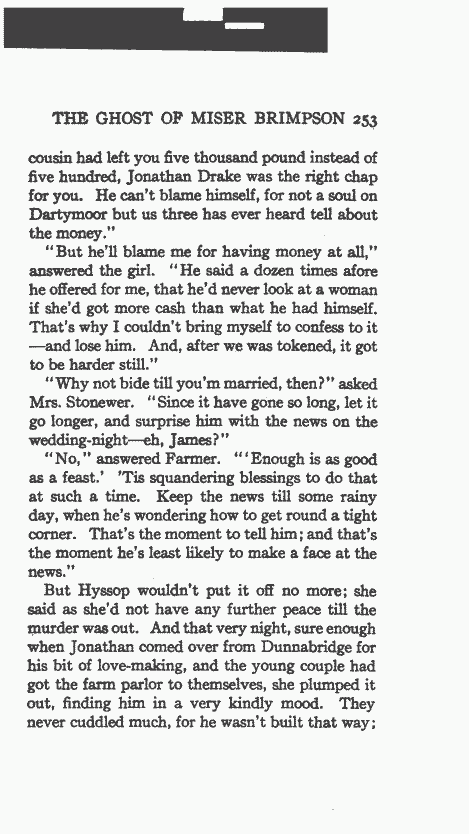 THE GHOST OF MISER BRIMPSON 253
cousin had left you five thousand pound instead of
five hundred, Jonathan Drake was the right chap
for you. He can't blame himself, for not a soul on
Dartymoor but us three has ever heard tell about
the money."
"But he'll blame me for having money at all,"
answered the girl. "He said a dozen times afore
he offered for me, that he'd never look at a woman
if she'd got more cash than what he had himself.
That's why I couldn't bring myself to confess to it
—and lose him. And, after we was tokened, it got
to be harder still."
"Why not bide till you'm married, then?" asked
Mrs. Stonewer. "Since it have gone so long, let it
go longer, and surprise him with the news on the
wedding-night—eh, James?"
"No," answered Farmer. "'Enough is as good
as a feast.' 'Tis squandering blessings to do that
at such a time. Keep the news till some rainy
day, when he's wondering how to get round a tight
corner. That's the moment to tell him; and that's
the moment he's least likely to make a face at the
news."
But Hyssop wouldn't put it off no more; she
said as she'd not have any further peace till the
murder was out. And that very night, sure enough
when Jonathan comed over from Dunnabridge for
his bit of love-making, and the young couple had
got the farm parlor to themselves, she plumped it
out, finding him in a very kindly mood. They
never cuddled much, for he wasn't built that way;